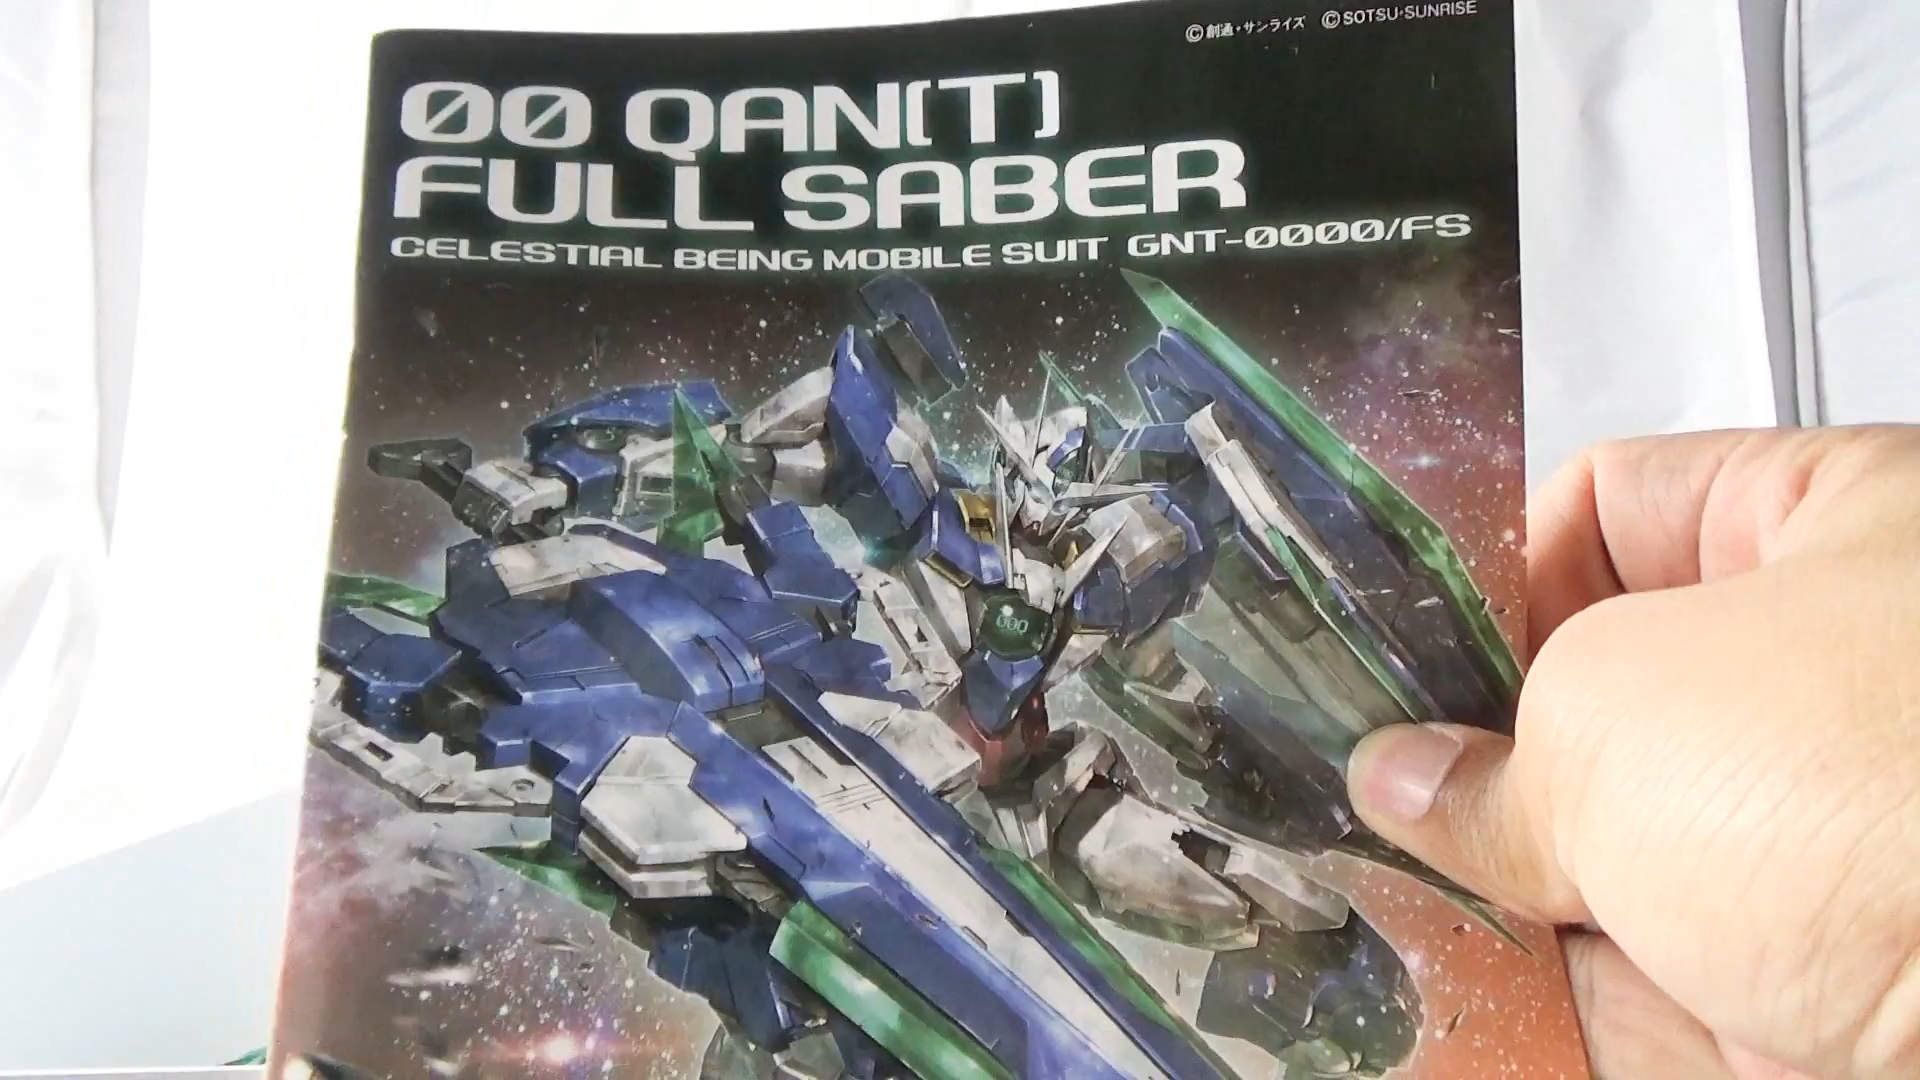 ©創通・サンライズ ©SOTSU・SUNRISE
00 QAN[T]
FULL SABER
CELESTIAL BEING MOBILE SUIT GNT-0000/FS
000